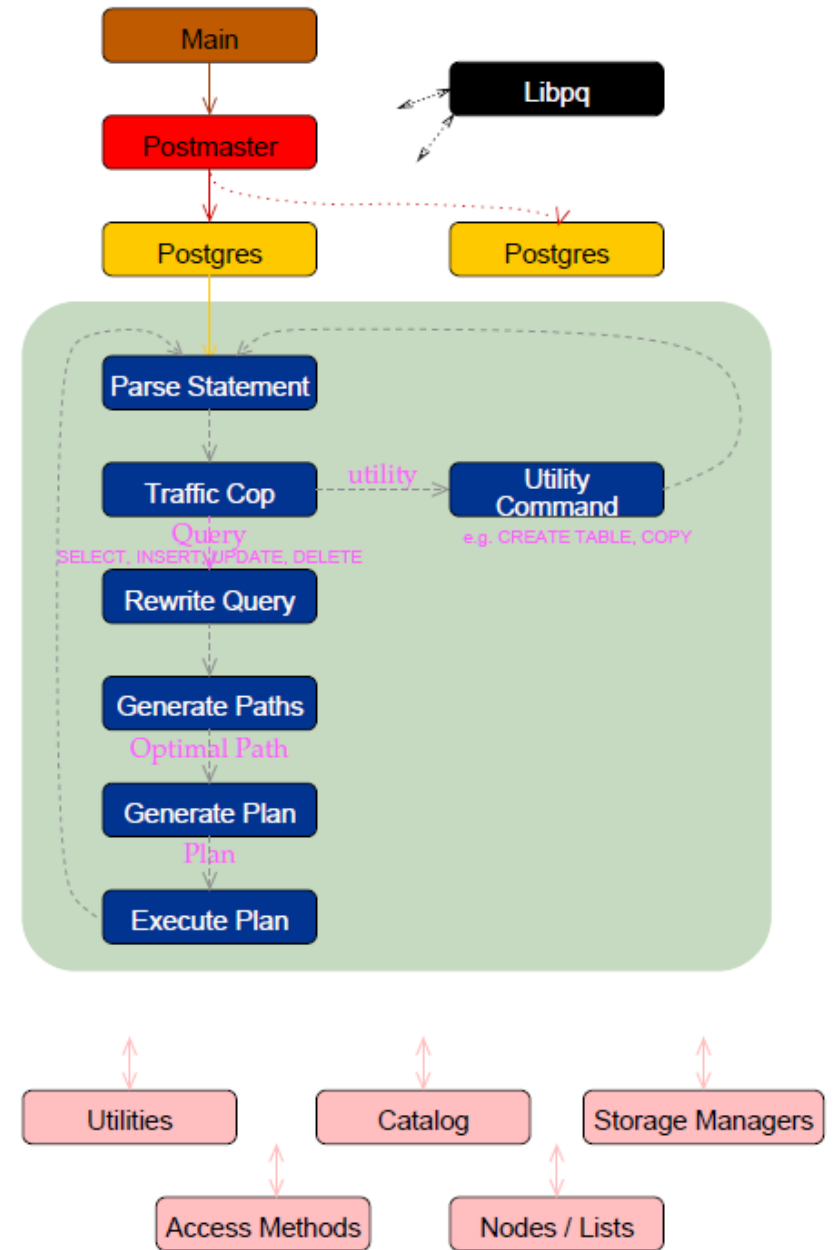 Main
Libpq
Postmaster
Postgres
Postgres
Parse Statement
Traffic Cop
utility
Utility
Command
Query
SELECT, INSERT, UPDATE, DELETE
e.g. CREATE TABLE, COPY
Rewrite Query
Generate Paths
Optimal Path
Generate Plan
Plan
Execute Plan
Utilities
Catalog
Storage Managers
Access Methods
Nodes / Lists